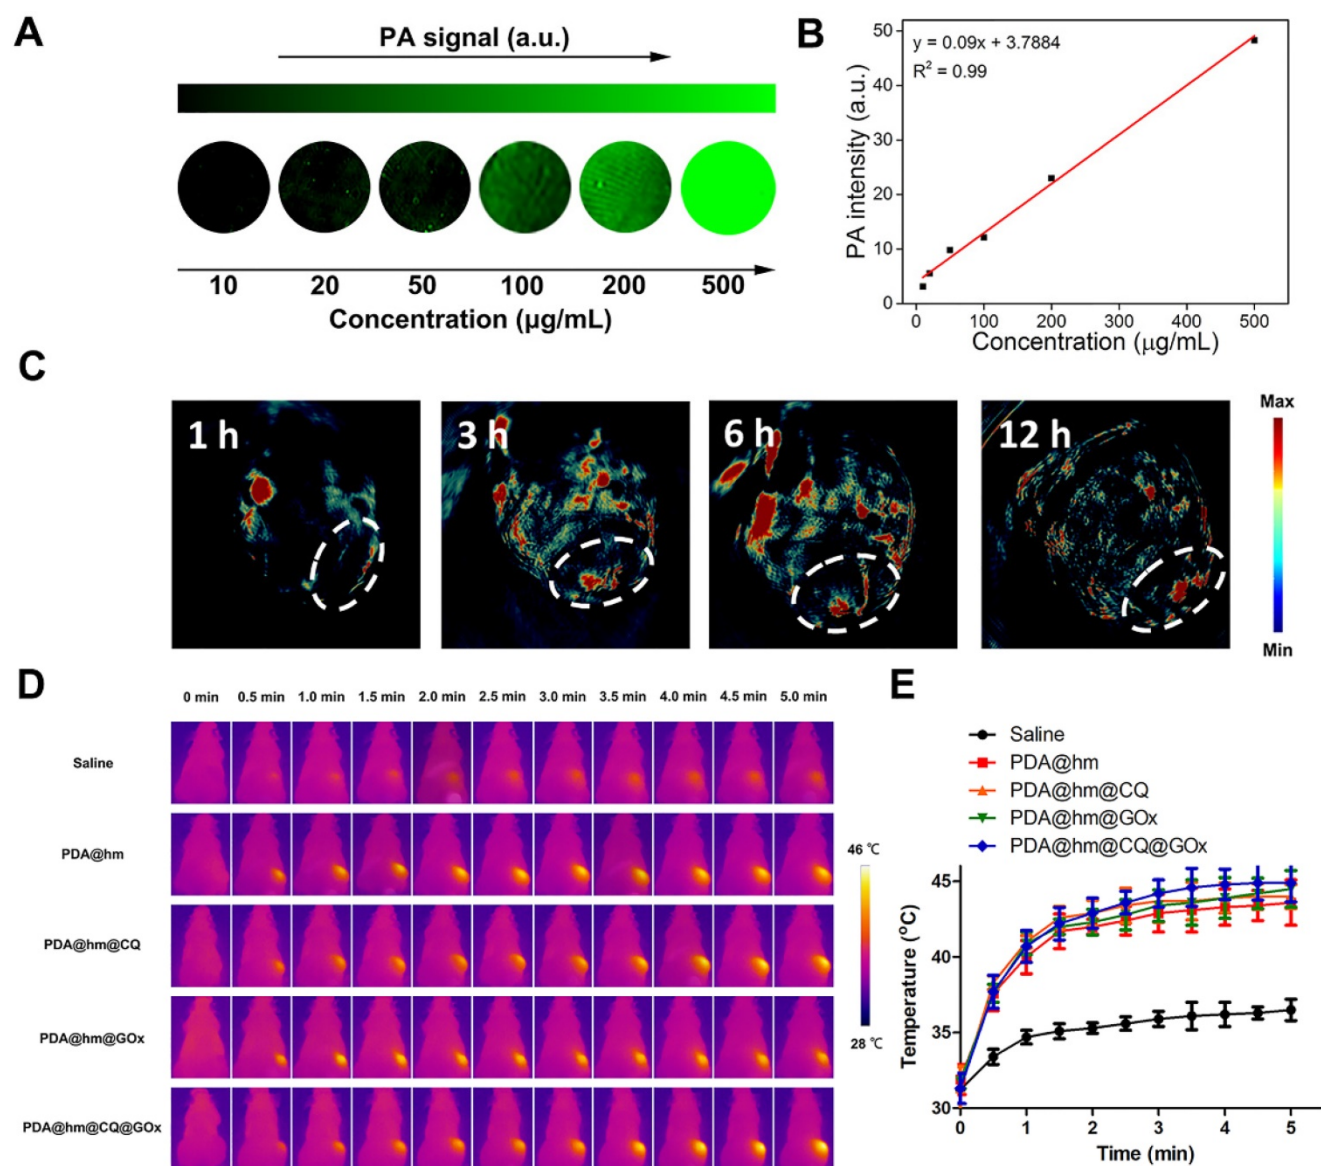 A
PA signal (a.u.)
10 20 50 100 200 500
Concentration (µg/mL)
B
y = 0.09x + 3.7884
R² = 0.99
PA intensity (a.u.)
50
40
30
20
10
0
0 100 200 300 400 500
Concentration (µg/mL)
C
1 h 3 h 6 h 12 h
Max
Min
D
0 min 0.5 min 1.0 min 1.5 min 2.0 min 2.5 min 3.0 min 3.5 min 4.0 min 4.5 min 5.0 min
Saline
PDA@hm
PDA@hm@CQ
PDA@hm@GOx
PDA@hm@CQ@GOx
46 ℃
28 ℃
E
Saline
PDA@hm
PDA@hm@CQ
PDA@hm@GOx
PDA@hm@CQ@GOx
Temperature (°C)
45
40
35
30
0 1 2 3 4 5
Time (min)